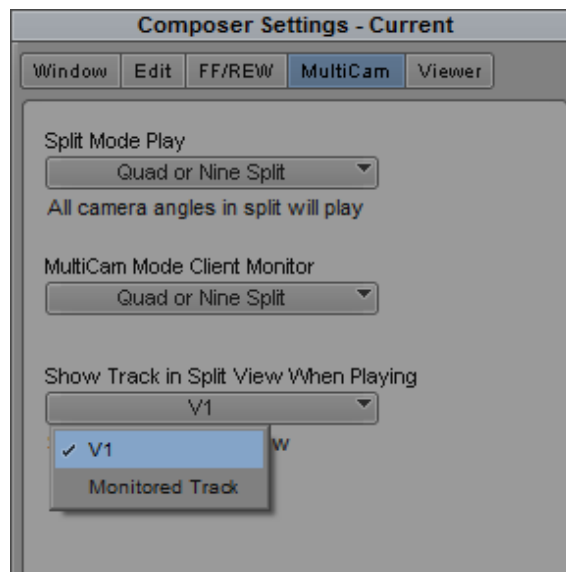 Composer Settings - Current
Window Edit FF/REW MultiCam Viewer
Split Mode Play
Quad or Nine Split
All camera angles in split will play
MultiCam Mode Client Monitor
Quad or Nine Split
Show Track in Split View When Playing
V1
✓ V1
Monitored Track